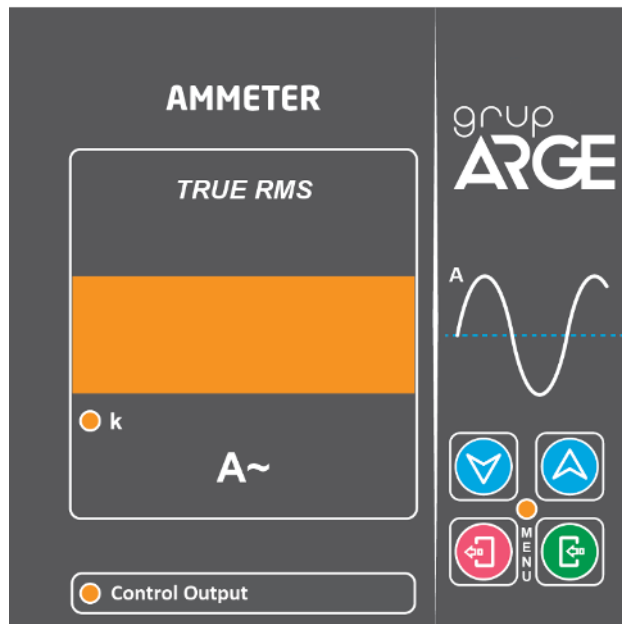 AMMETER
grup
ARGE
TRUE RMS
A
k
A~
MENU
Control Output